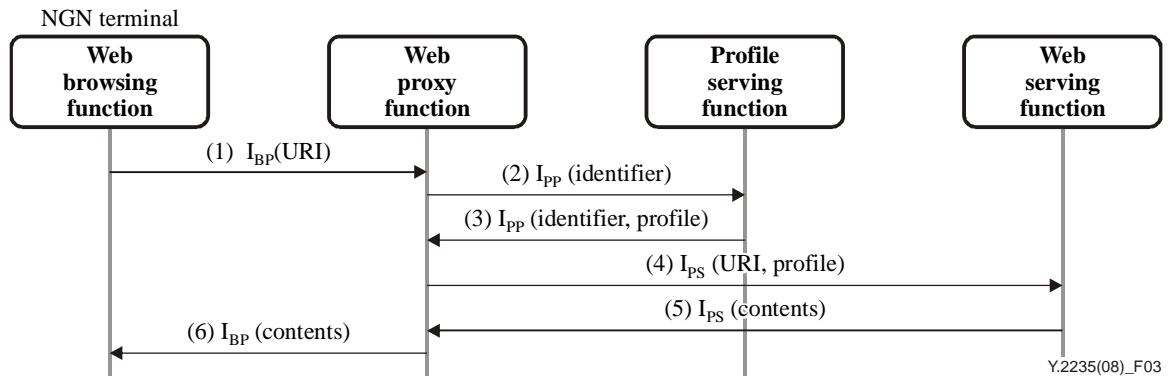 NGN terminal
Web
browsing
function
Web
proxy
function
Profile
serving
function
Web
serving
function
(1) I_BP(URI)
(2) I_PP (identifier)
(3) I_PP (identifier, profile)
(4) I_PS (URI, profile)
(5) I_PS (contents)
(6) I_BP (contents)
Y.2235(08)_F03